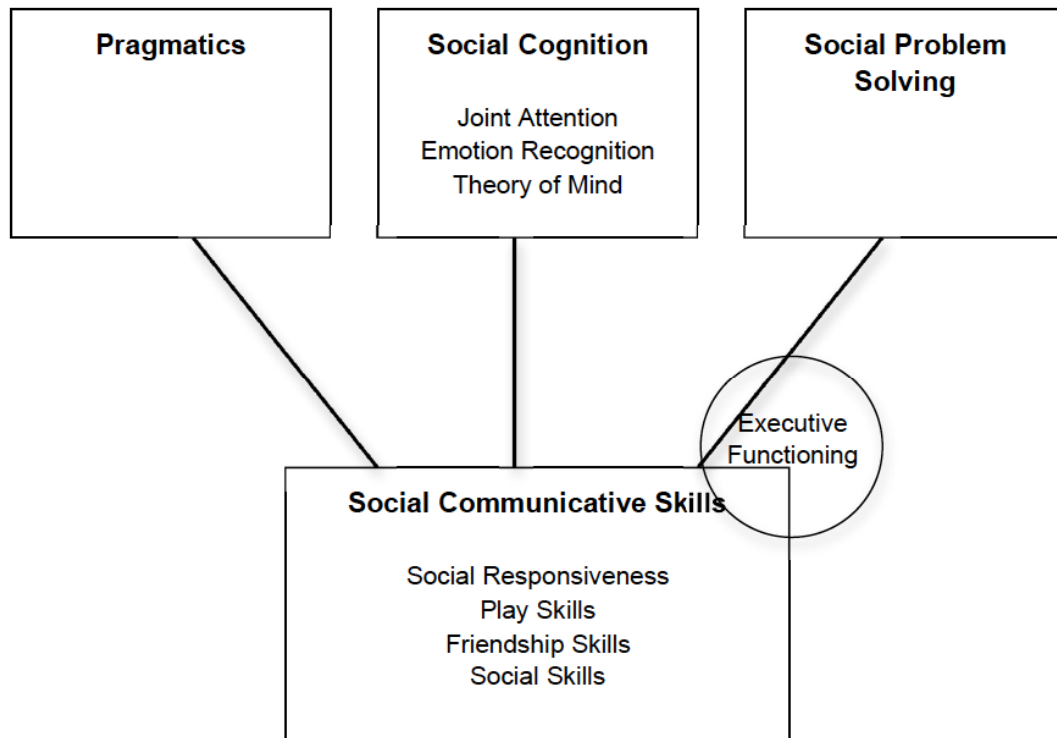 Pragmatics
Social Cognition
Joint Attention
Emotion Recognition
Theory of Mind
Social Problem
Solving
Executive
Functioning
Social Communicative Skills
Social Responsiveness
Play Skills
Friendship Skills
Social Skills